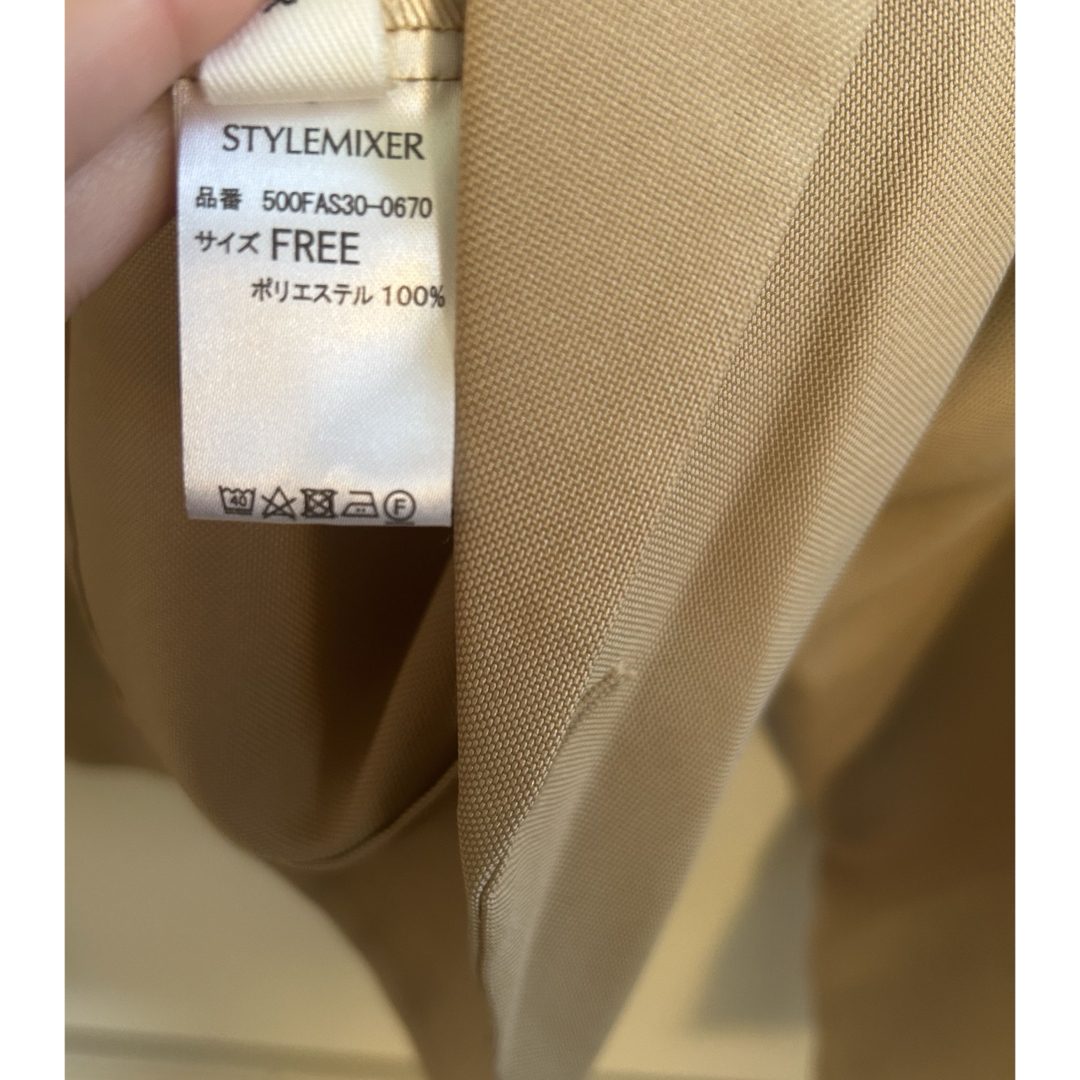 STYLEMIXER
品番 500FAS30-0670
サイズ FREE
ポリエステル 100%
40 F